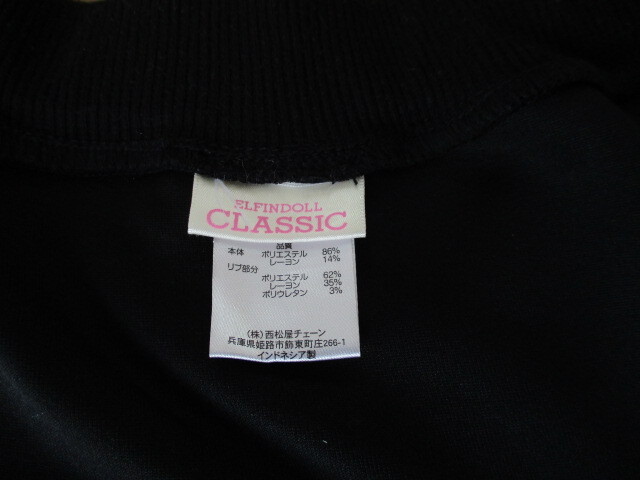 ELFINDOLL
CLASSIC
品質
本体 ポリエステル 86%
レーヨン 14%
リブ部分
ポリエステル 62%
レーヨン 35%
ポリウレタン 3%
(株)西松屋チェーン
兵庫県姫路市飾東町庄266-1
インドネシア製